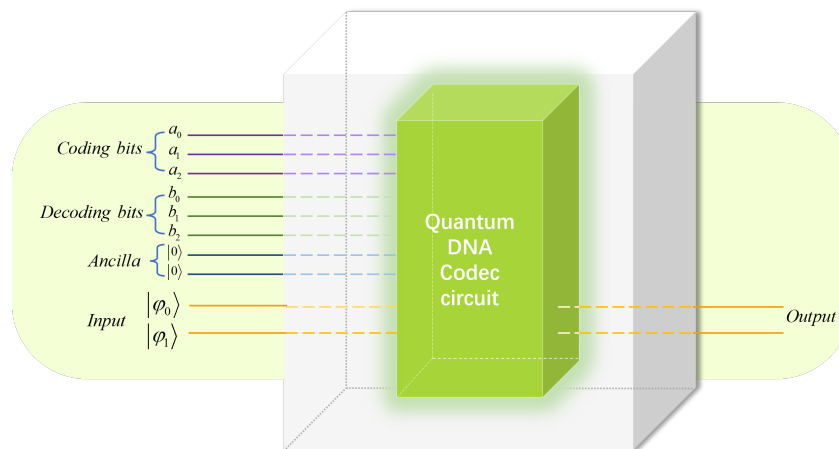 Coding bits
a₀
a₁
a₂
Decoding bits
b₀
b₁
b₂
Ancilla
|0⟩
|0⟩
Input
|φ₀⟩
|φ₁⟩
Quantum
DNA
Codec
circuit
Output